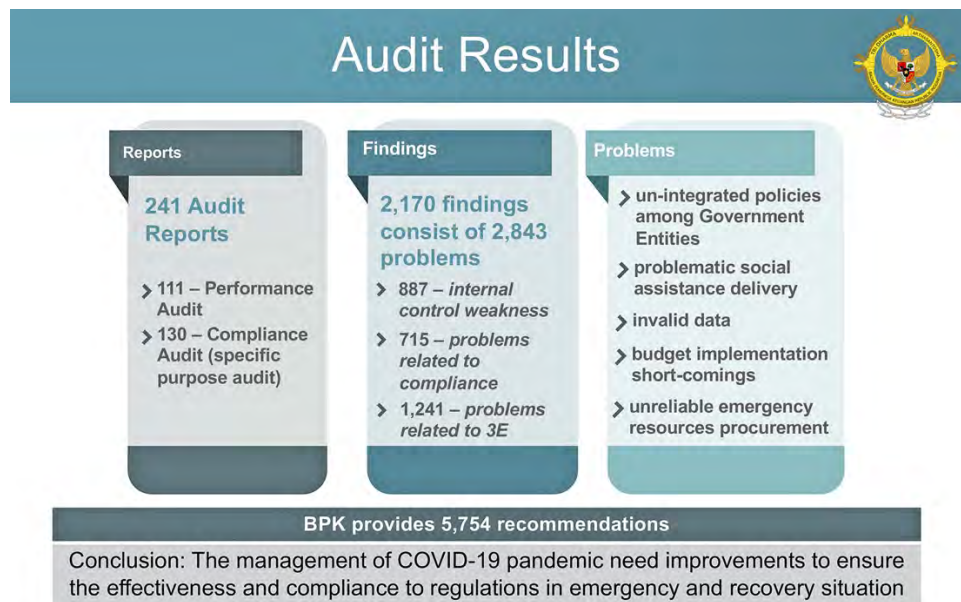 Audit Results
Reports
241 Audit
Reports
111 – Performance
Audit
130 – Compliance
Audit (specific
purpose audit)
Findings
2,170 findings
consist of 2,843
problems
887 – internal
control weakness
715 – problems
related to
compliance
1,241 – problems
related to 3E
Problems
un-integrated policies
among Government
Entities
problematic social
assistance delivery
invalid data
budget implementation
short-comings
unreliable emergency
resources procurement
BPK provides 5,754 recommendations
Conclusion: The management of COVID-19 pandemic need improvements to ensure
the effectiveness and compliance to regulations in emergency and recovery situation